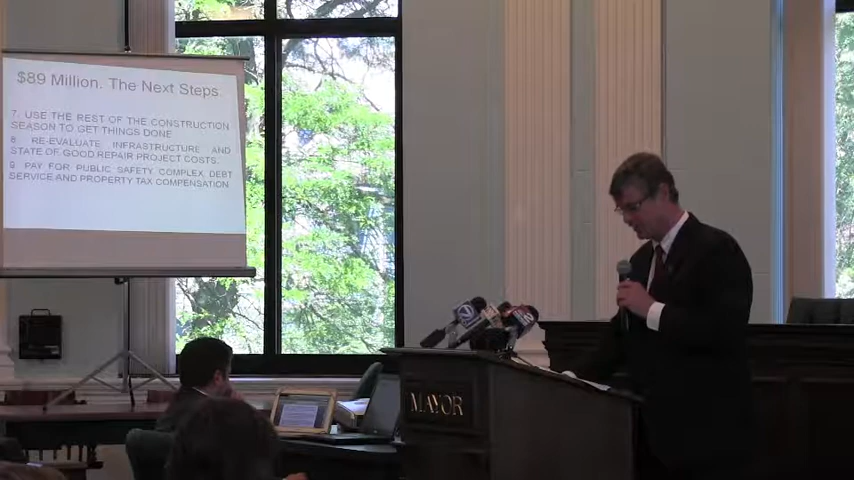 $89 Million. The Next Steps.
7. USE THE REST OF THE CONSTRUCTION
SEASON TO GET THINGS DONE
8 RE-EVALUATE INFRASTRUCTURE AND
STATE OF GOOD REPAIR PROJECT COSTS.
9 PAY FOR PUBLIC SAFETY, COMPLEX, DEBT
SERVICE AND PROPERTY TAX COMPENSATION.
MAYOR